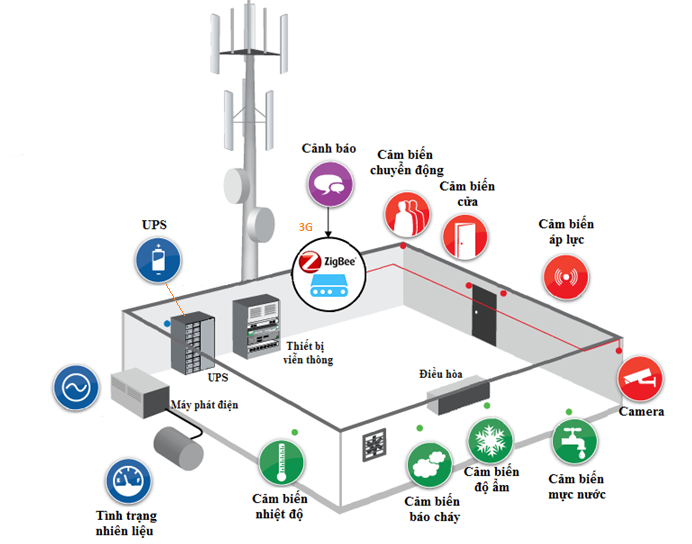 Cảnh báo
Cảm biến
chuyển động
Cảm biến
cửa
UPS
3G
Cảm biến
áp lực
ZigBee
Thiết bị
viễn thông
UPS
Điều hòa
Máy phát điện
Camera
Cảm biến
nhiệt độ
Cảm biến
báo cháy
Cảm biến
độ ẩm
Cảm biến
mực nước
Tình trạng
nhiên liệu